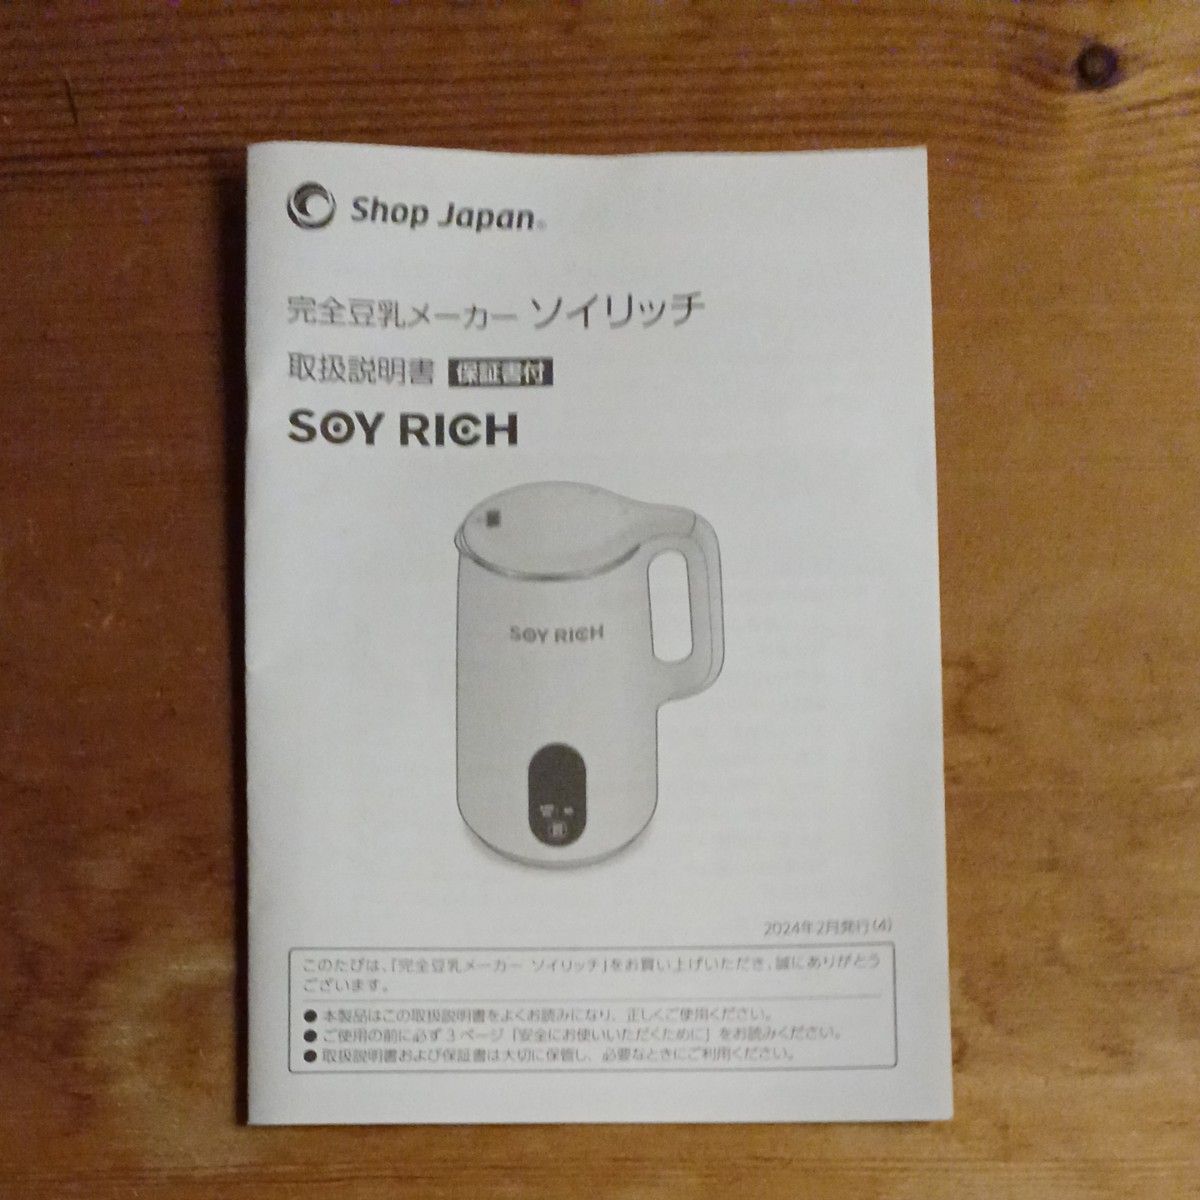 Shop Japan®
完全豆乳メーカー ソイリッチ
取扱説明書 保証書付
SOY RICH
SOY RICH
2024年2月発行(4)
このたびは、「完全豆乳メーカー ソイリッチ」をお買い上げいただき、誠にありがとう
ございます。
● 本製品はこの取扱説明書をよくお読みになり、正しくご使用ください。
● ご使用の前に必ず3ページ「安全にお使いいただくために」をお読みください。
● 取扱説明書および保証書は大切に保管し、必要なときにご利用ください。